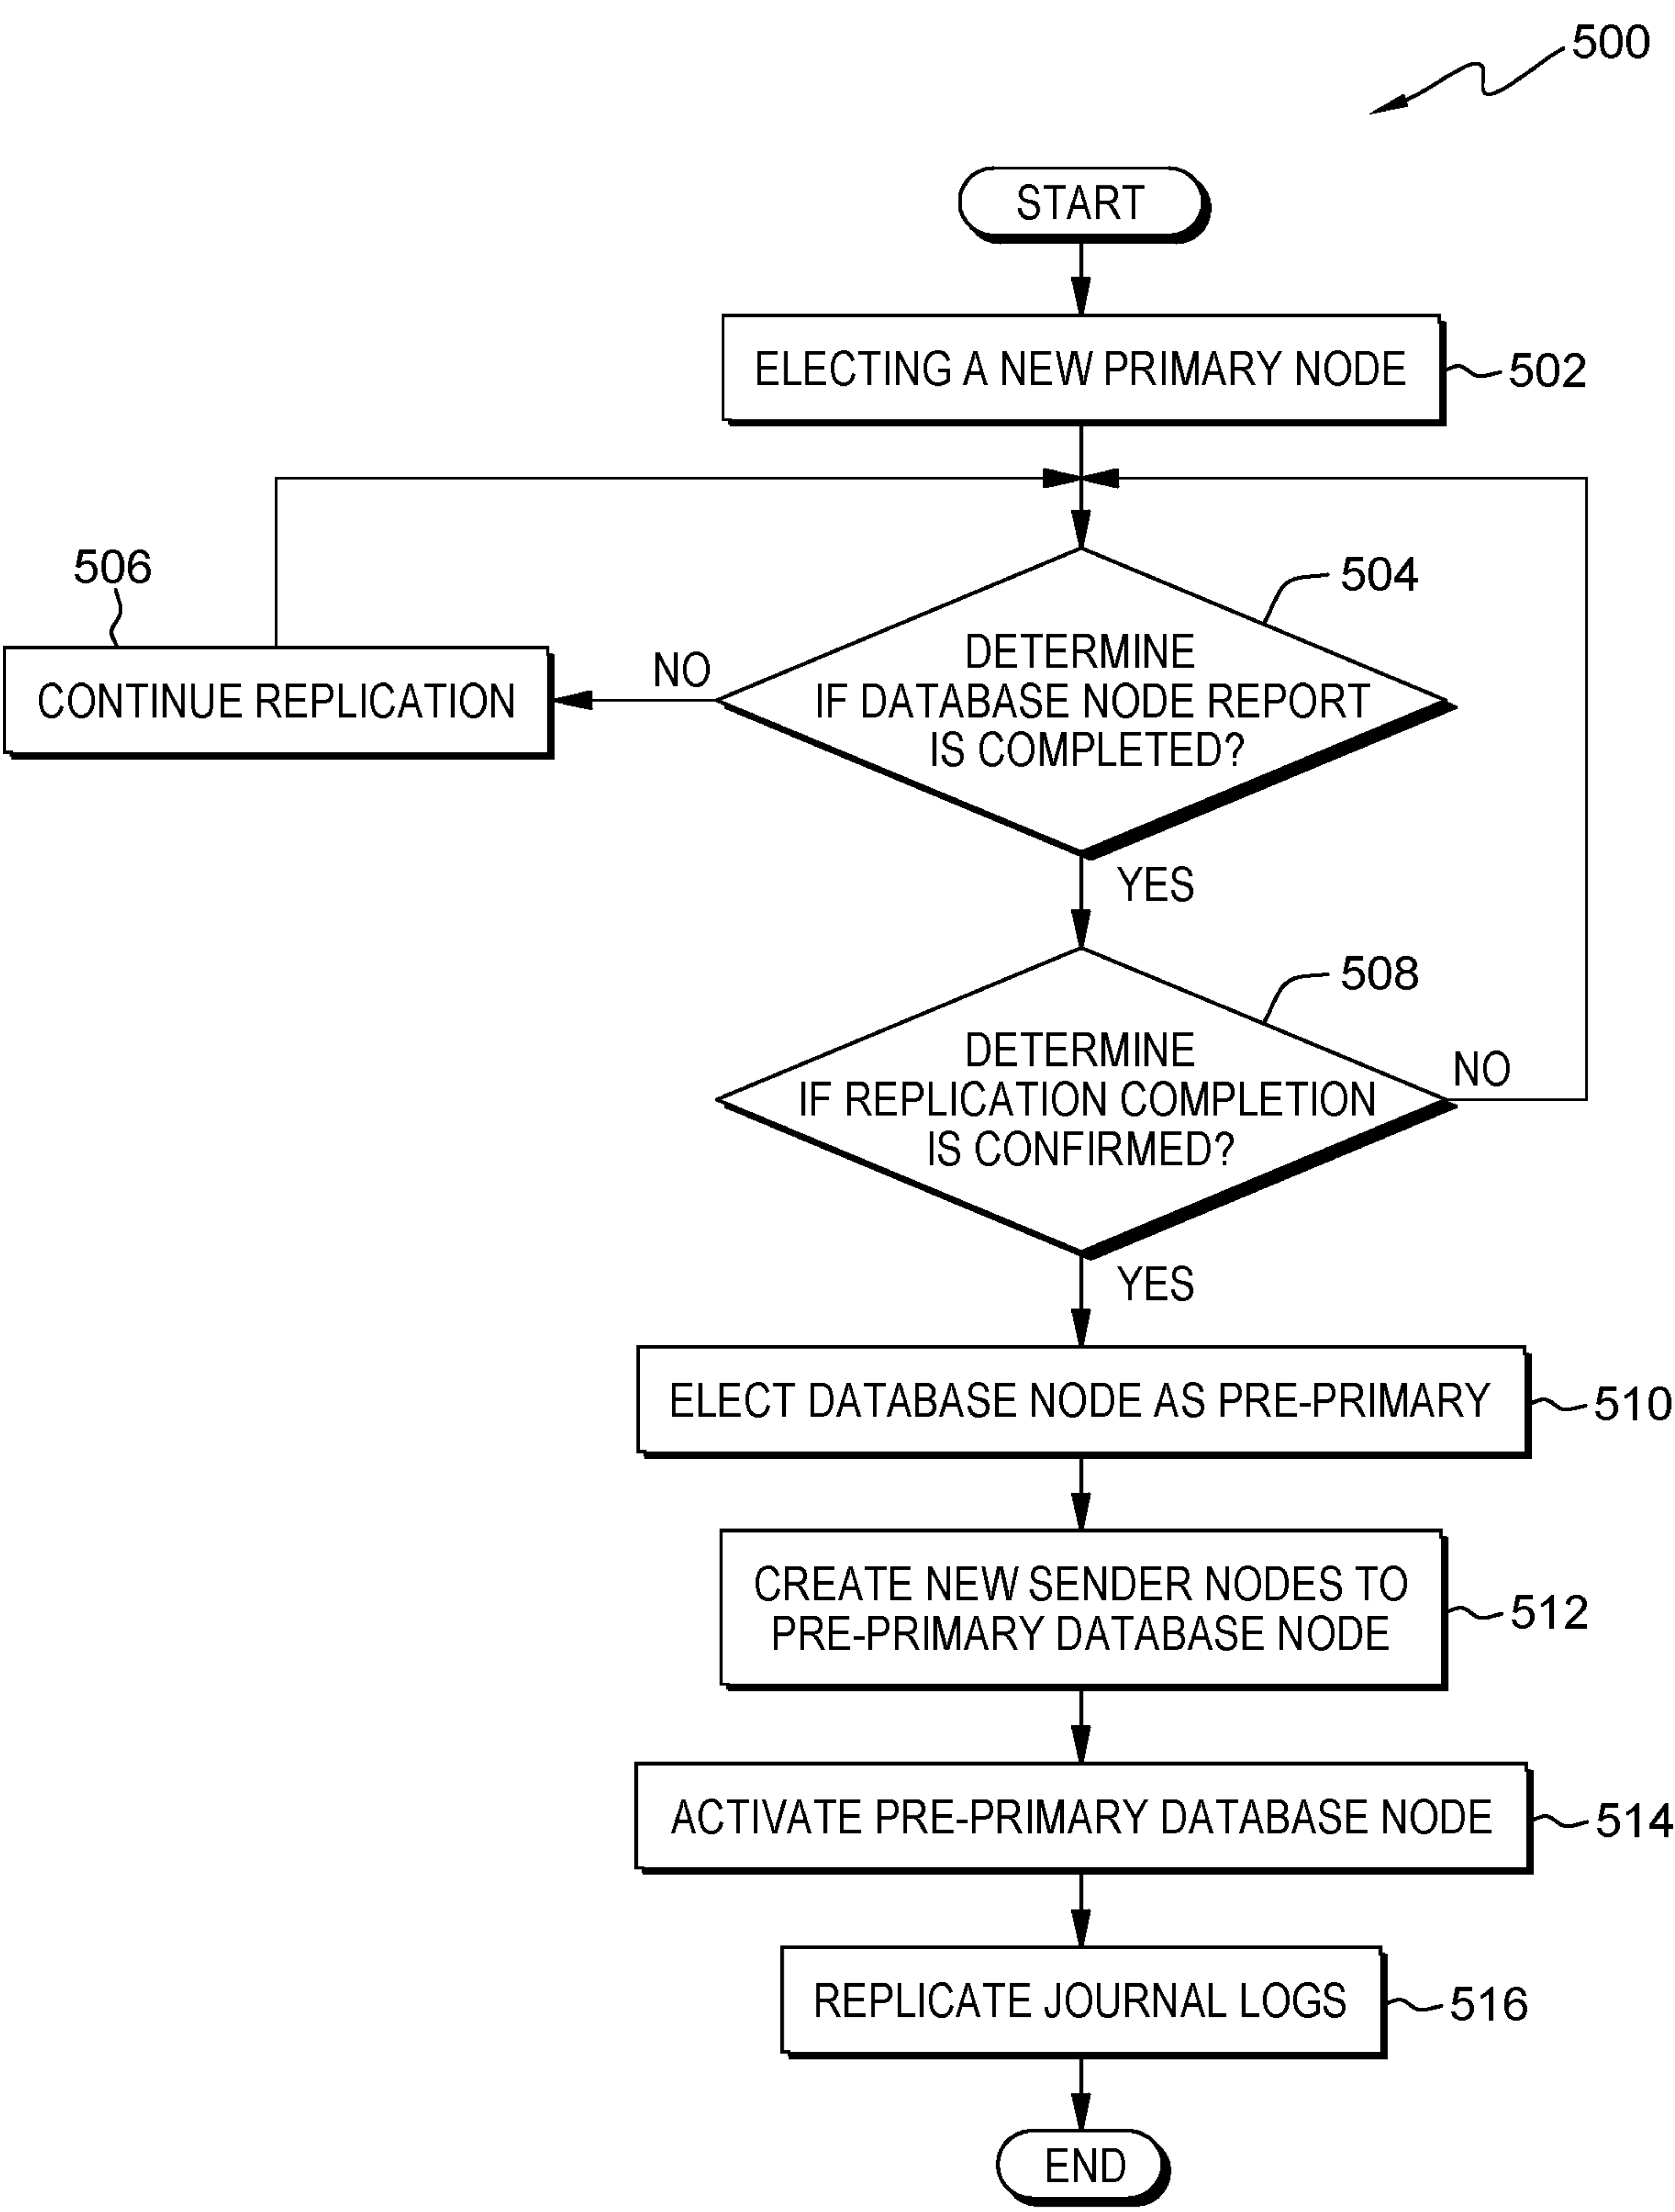 500
START
ELECTING A NEW PRIMARY NODE
502
506
504
CONTINUE REPLICATION
NO
DETERMINE
IF DATABASE NODE REPORT
IS COMPLETED?
YES
508
DETERMINE
IF REPLICATION COMPLETION
IS CONFIRMED?
NO
YES
ELECT DATABASE NODE AS PRE-PRIMARY
510
CREATE NEW SENDER NODES TO
PRE-PRIMARY DATABASE NODE
512
ACTIVATE PRE-PRIMARY DATABASE NODE
514
REPLICATE JOURNAL LOGS
516
END